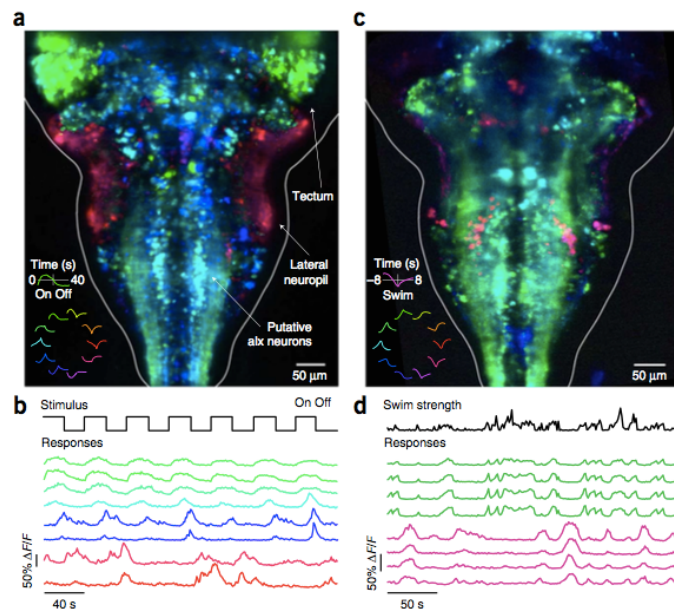 a
Tectum
Lateral
neuropil
Putative
alx neurons
Time (s)
0 40
On Off
50 μm
c
Time (s)
–8 8
Swim
50 μm
b
Stimulus
On Off
Responses
50% ΔF/F
40 s
d
Swim strength
Responses
50% ΔF/F
50 s